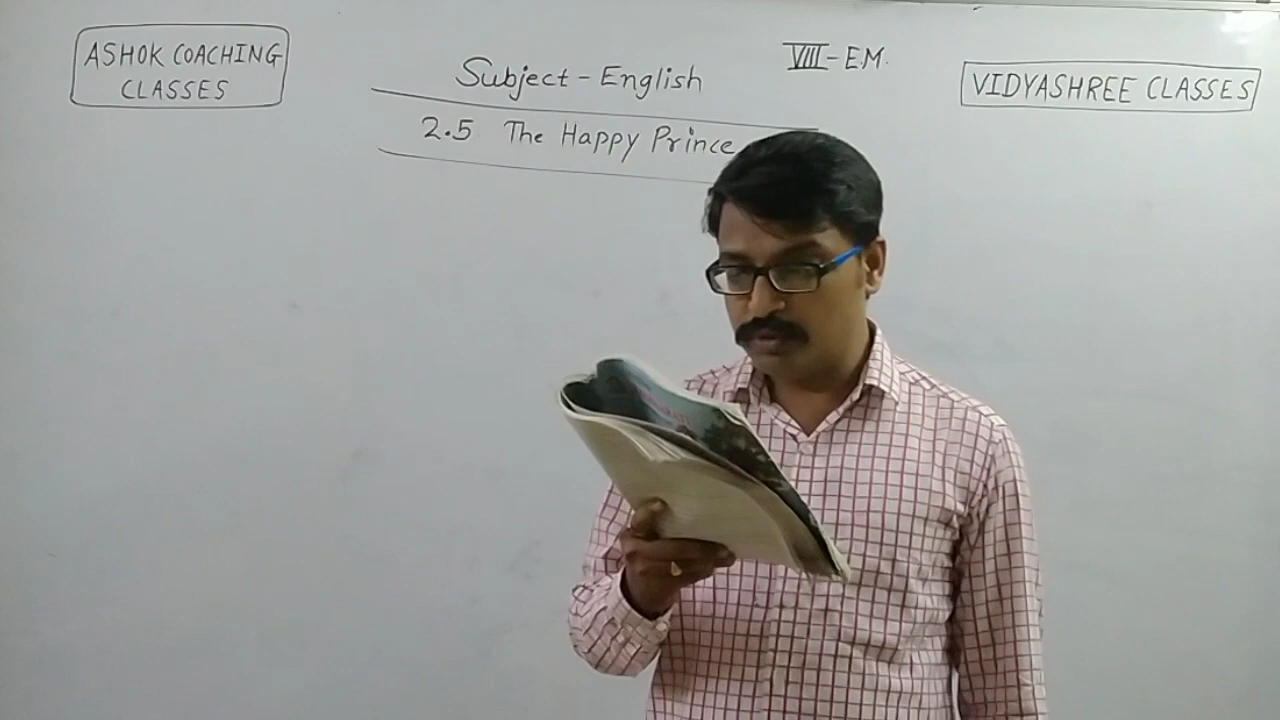 ASHOK COACHING
CLASSES
Subject - English
VIII - E.M.
VIDYASHREE CLASSES
2.5 The Happy Prince